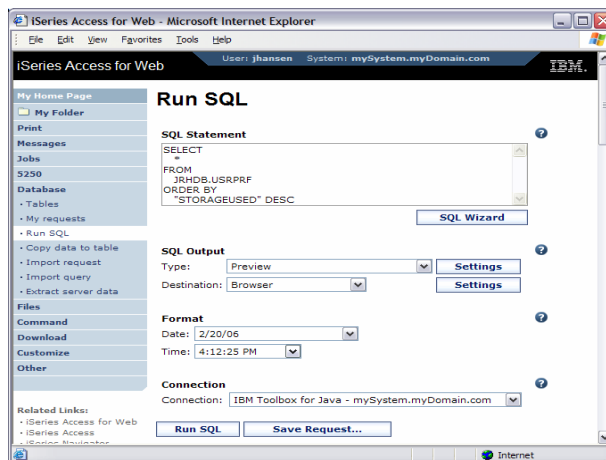 iSeries Access for Web - Microsoft Internet Explorer
File Edit View Favorites Tools Help
iSeries Access for Web
User: jhansen System: mySystem.myDomain.com
IBM.
My Home Page
My Folder
Print
Messages
Jobs
5250
Database
• Tables
• My requests
• Run SQL
• Copy data to table
• Import request
• Import query
• Extract server data
Files
Command
Download
Customize
Other
Related Links:
• iSeries Access for Web
• iSeries Access
• iSeries Navigator
Run SQL
SQL Statement
?
SELECT
*
FROM
JRHDB.USRPRF
ORDER BY
"STORAGEUSED" DESC
SQL Wizard
SQL Output
?
Type: Preview Settings
Destination: Browser Settings
Format
?
Date: 2/20/06
Time: 4:12:25 PM
Connection
?
Connection: IBM Toolbox for Java - mySystem.myDomain.com
Run SQL Save Request...
Internet